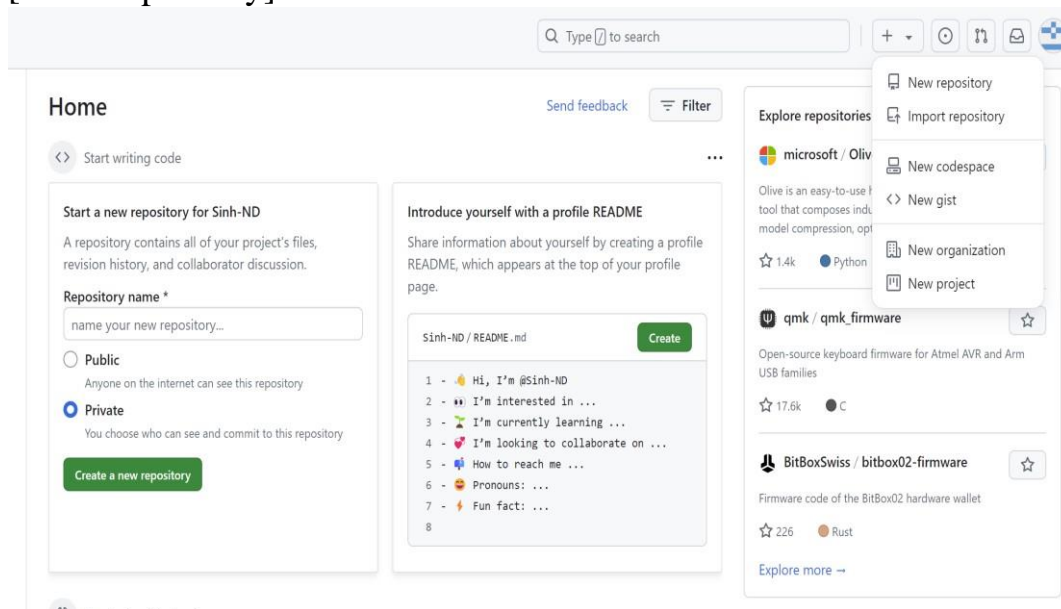 Type / to search
Home
Send feedback
Filter
Start writing code
...
Start a new repository for Sinh-ND
A repository contains all of your project's files,
revision history, and collaborator discussion.
Repository name *
name your new repository...
Public
Anyone on the internet can see this repository
Private
You choose who can see and commit to this repository
Create a new repository
Introduce yourself with a profile README
Share information about yourself by creating a profile
README, which appears at the top of your profile
page.
Sinh-ND / README.md
Create
1 - 👋 Hi, I'm @Sinh-ND
2 - 👀 I'm interested in ...
3 - 🌱 I'm currently learning ...
4 - 💞️ I'm looking to collaborate on ...
5 - 📫 How to reach me ...
6 - 😄 Pronouns: ...
7 - ⚡ Fun fact: ...
8
Explore repositories
microsoft / Oliv
Olive is an easy-to-use
tool that composes indu
model compression, opt
1.4k Python
qmk / qmk_firmware
Open-source keyboard firmware for Atmel AVR and Arm
USB families
17.6k C
BitBoxSwiss / bitbox02-firmware
Firmware code of the BitBox02 hardware wallet
226 Rust
Explore more →
New repository
Import repository
New codespace
New gist
New organization
New project